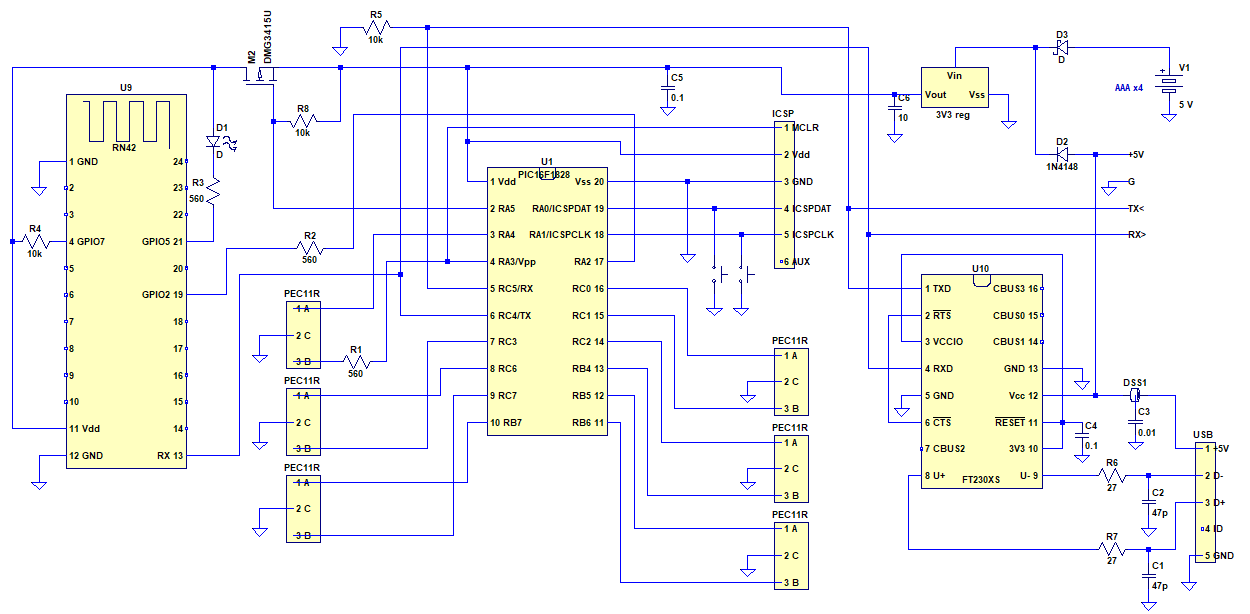 R5
10k
M2
DMG3415U
R8
10k
C5
0.1
D3
D
V1
AAA x4
5 V
Vin
Vout Vss
3V3 reg
C6
10
D2
1N4148
+5V
G
TX<
RX>
U9
RN42
1 GND
2
3
4 GPIO7
5
6
7
8
9
10
11 Vdd
12 GND
24
23
22
GPIO5 21
20
GPIO2 19
18
17
16
15
14
RX 13
D1
D
R3
560
R4
10k
R2
560
R1
560
U1
PIC16F1828
1 Vdd
2 RA5
3 RA4
4 RA3/Vpp
5 RC5/RX
6 RC4/TX
7 RC3
8 RC6
9 RC7
10 RB7
Vss 20
RA0/ICSPDAT 19
RA1/ICSPCLK 18
RA2 17
RC0 16
RC1 15
RC2 14
RB4 13
RB5 12
RB6 11
ICSP
1 MCLR
2 Vdd
3 GND
4 ICSPDAT
5 ICSPCLK
6 AUX
PEC11R
1 A
2 C
3 B
PEC11R
1 A
2 C
3 B
PEC11R
1 A
2 C
3 B
PEC11R
1 A
2 C
3 B
PEC11R
1 A
2 C
3 B
PEC11R
1 A
2 C
3 B
U10
1 TXD
2 RTS
3 VCCIO
4 RXD
5 GND
6 CTS
7 CBUS2
8 U+
CBUS3 16
CBUS0 15
CBUS1 14
GND 13
Vcc 12
RESET 11
3V3 10
U- 9
FT230XS
C4
0.1
DSS1
C3
0.01
R6
27
C2
47p
R7
27
C1
47p
USB
1 +5V
2 D-
3 D+
4 ID
5 GND